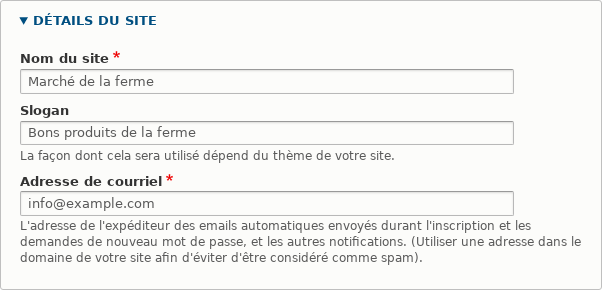 DÉTAILS DU SITE
Nom du site *
Marché de la ferme
Slogan
Bons produits de la ferme
La façon dont cela sera utilisé dépend du thème de votre site.
Adresse de courriel *
info@example.com
L'adresse de l'expéditeur des emails automatiques envoyés durant l'inscription et les
demandes de nouveau mot de passe, et les autres notifications. (Utiliser une adresse dans le
domaine de votre site afin d'éviter d'être considéré comme spam).